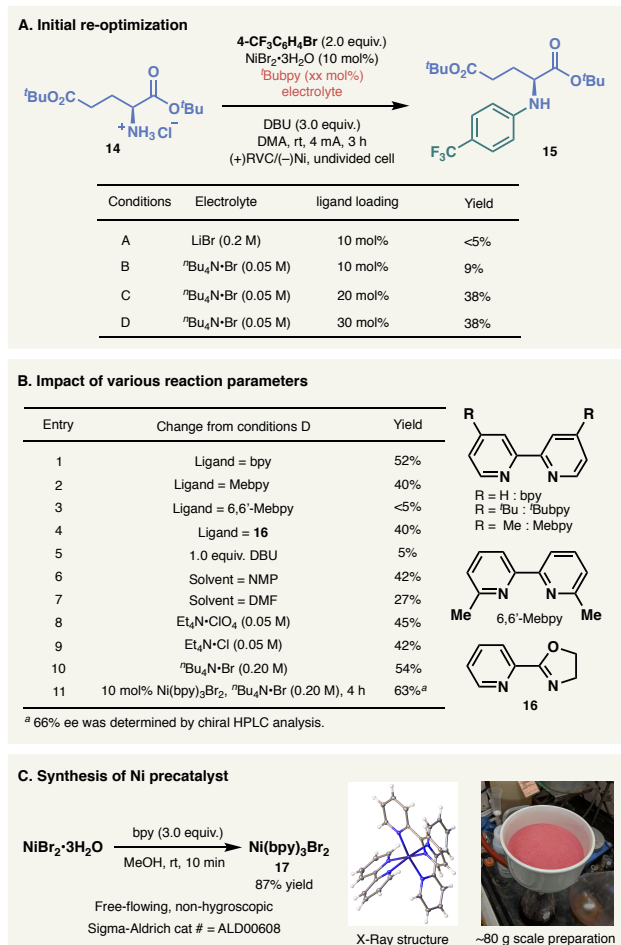 A. Initial re-optimization
4-CF3C6H4Br (2.0 equiv.)
NiBr2•3H2O (10 mol%)
tBubpy (xx mol%)
electrolyte
DBU (3.0 equiv.)
DMA, rt, 4 mA, 3 h
(+)RVC/(–)Ni, undivided cell
tBuO2C
O
OtBu
+NH3Cl–
14
tBuO2C
O
OtBu
NH
F3C
15
Conditions Electrolyte ligand loading Yield
A LiBr (0.2 M) 10 mol% <5%
B nBu4N•Br (0.05 M) 10 mol% 9%
C nBu4N•Br (0.05 M) 20 mol% 38%
D nBu4N•Br (0.05 M) 30 mol% 38%
B. Impact of various reaction parameters
Entry Change from conditions D Yield
1 Ligand = bpy 52%
2 Ligand = Mebpy 40%
3 Ligand = 6,6'-Mebpy <5%
4 Ligand = 16 40%
5 1.0 equiv. DBU 5%
6 Solvent = NMP 42%
7 Solvent = DMF 27%
8 Et4N•ClO4 (0.05 M) 45%
9 Et4N•Cl (0.05 M) 42%
10 nBu4N•Br (0.20 M) 54%
11 10 mol% Ni(bpy)3Br2, nBu4N•Br (0.20 M), 4 h 63%a
a 66% ee was determined by chiral HPLC analysis.
R R
N N
R = H : bpy
R = tBu : tBubpy
R = Me : Mebpy
N N
Me 6,6'-Mebpy Me
O
N N
16
C. Synthesis of Ni precatalyst
NiBr2•3H2O
bpy (3.0 equiv.)
MeOH, rt, 10 min
Ni(bpy)3Br2
17
87% yield
Free-flowing, non-hygroscopic
Sigma-Aldrich cat # = ALD00608
X-Ray structure
~80 g scale preparation